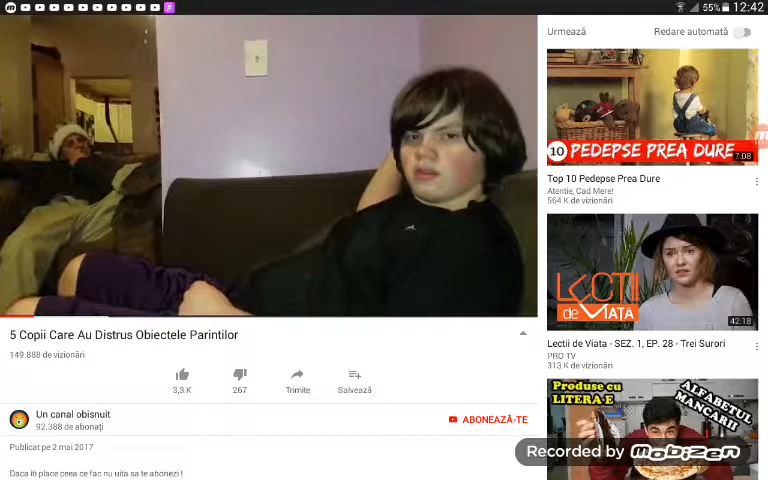 55% 12:42
Urmează Redare automată
10 PEDEPSE PREA DURE
7:08
Top 10 Pedepse Prea Dure
Atentie, Cad Mere!
564 K de vizionări
LECȚII
de VIAȚA
42:18
Lectii de Viata - SEZ. 1, EP. 28 - Trei Surori
PRO TV
313 K de vizionări
Produse cu
LITERA E
ALFABETUL
MANCARII
5 Copii Care Au Distrus Obiectele Parintilor
149.888 de vizionări
3,3 K 267 Trimite Salvează
Un canal obisnuit
92.388 de abonați
ABONEAZĂ-TE
Publicat pe 2 mai 2017
Daca iti place ceea ce fac nu uita sa te abonezi !
Recorded by MOBIZEN